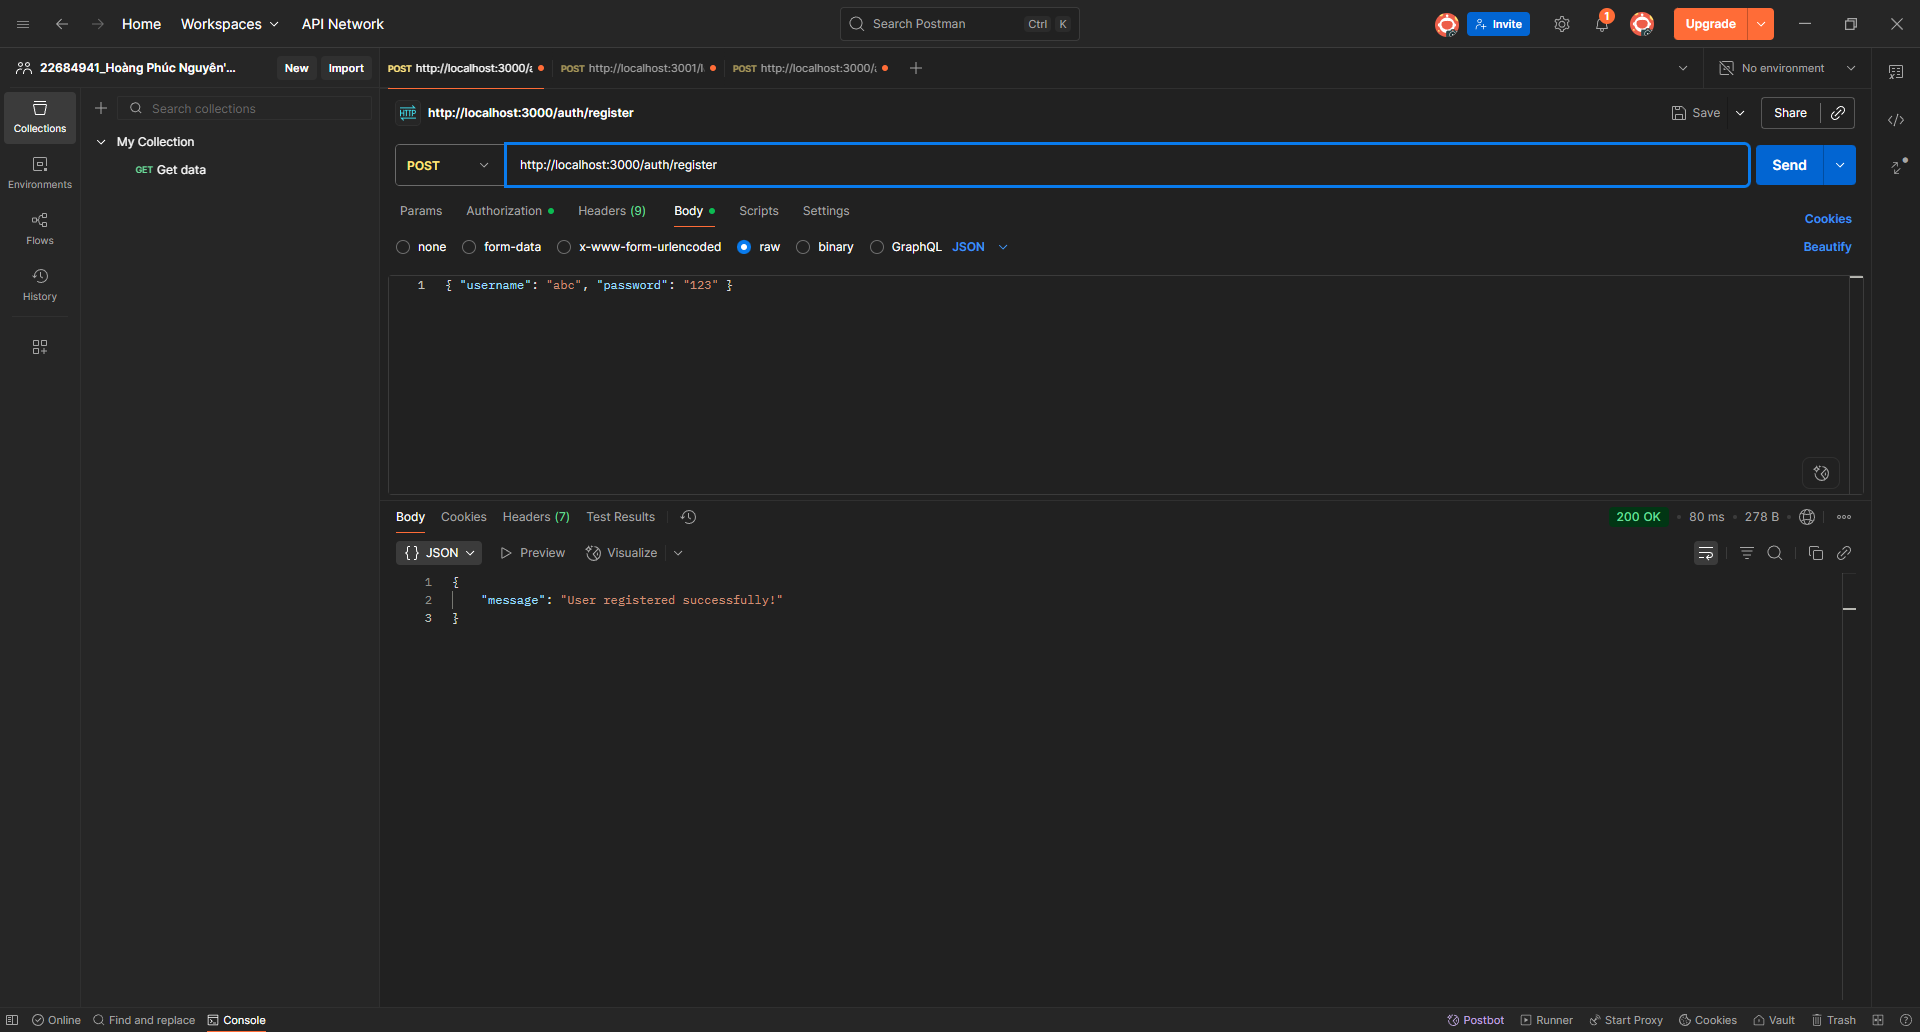 Home Workspaces API Network Search Postman Ctrl K Invite 1 Upgrade
22684941_Hoàng Phúc Nguyên'... New Import POST http://localhost:3000/a POST http://localhost:3001/l POST http://localhost:3000/a No environment
Collections
Search collections
My Collection
GET Get data
Environments
Flows
History
HTTP http://localhost:3000/auth/register Save Share
POST http://localhost:3000/auth/register Send
Params Authorization Headers (9) Body Scripts Settings Cookies
none form-data x-www-form-urlencoded raw binary GraphQL JSON Beautify
1 { "username": "abc", "password": "123" }
Body Cookies Headers (7) Test Results 200 OK 80 ms 278 B
{} JSON Preview Visualize
1 {
2 "message": "User registered successfully!"
3 }
Online Find and replace Console Postbot Runner Start Proxy Cookies Vault Trash